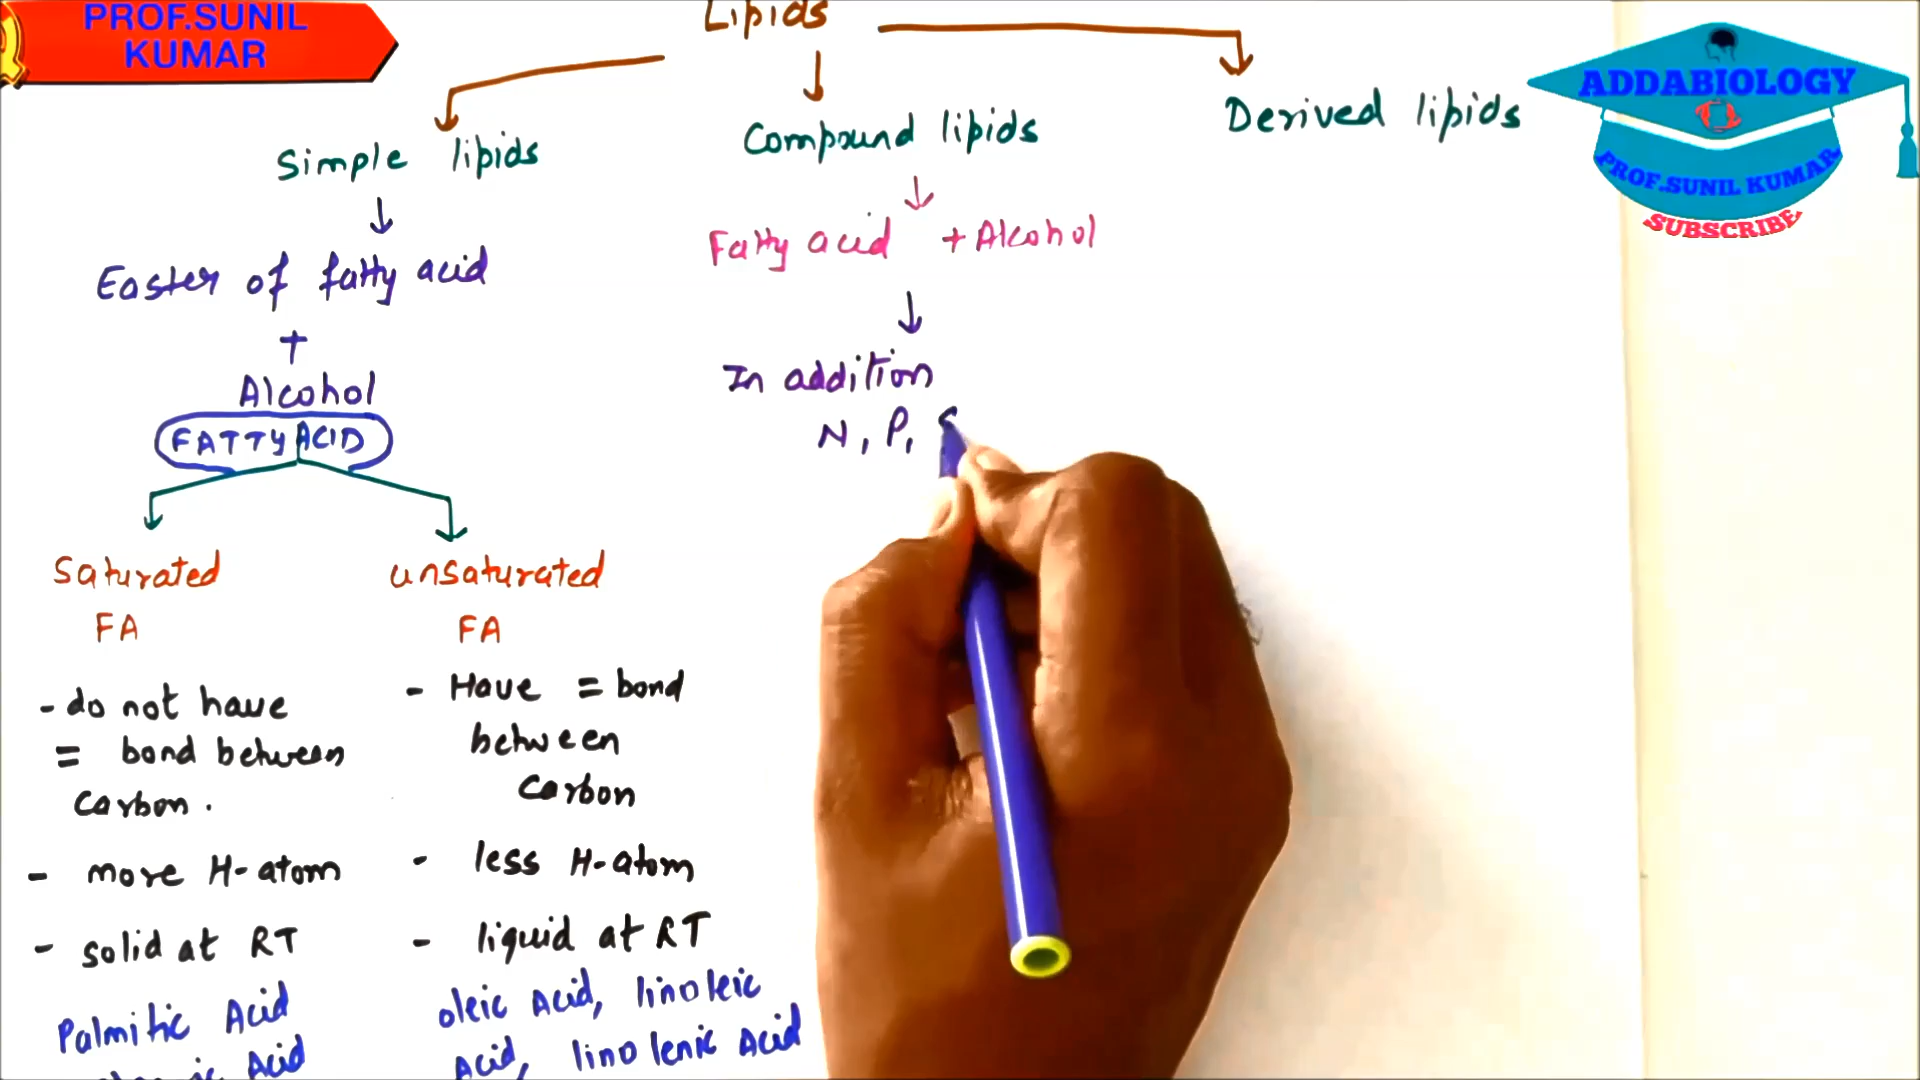 PROF.SUNIL
KUMAR
Lipids
ADDABIOLOGY
PROF.SUNIL KUMAR
SUBSCRIBE
Simple lipids
Compound lipids
Derived lipids
Easter of fatty acid
+
Alcohol
FATTY ACID
Fatty acid + Alcohol
In addition
N, P, S
Saturated
FA
unsaturated
FA
- do not have
= bond between
carbon.
- more H-atom
- solid at RT
Palmitic Acid
Acid
- Have = bond
between
carbon
- less H-atom
- liquid at RT
oleic Acid, linoleic
Acid, linolenic Acid